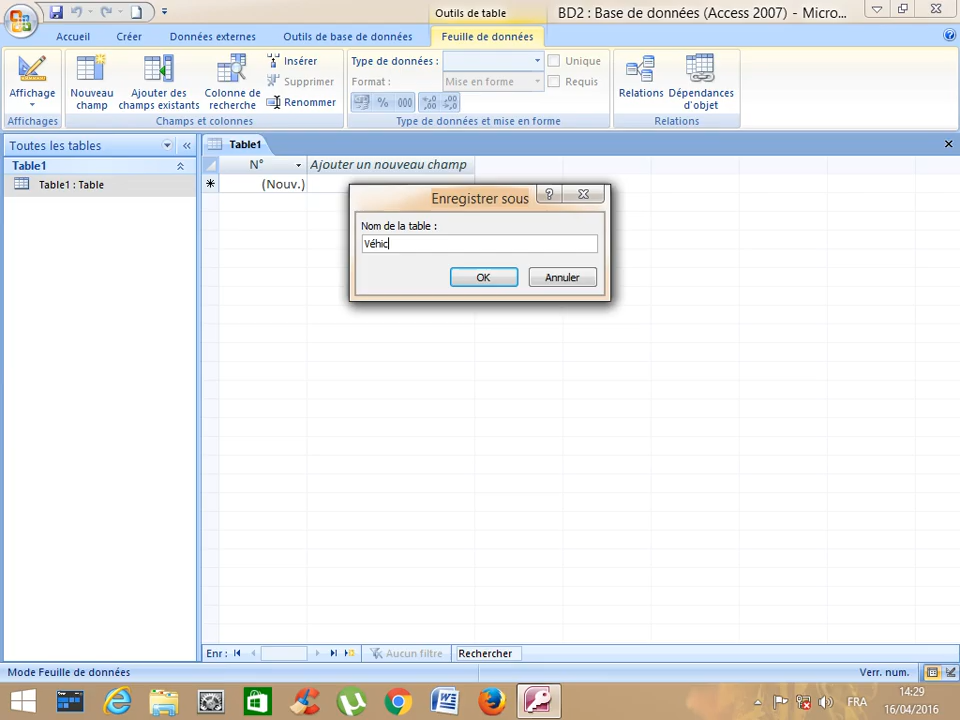 Outils de table
BD2 : Base de données (Access 2007) - Micro...
Accueil
Créer
Données externes
Outils de base de données
Feuille de données
Affichage
Nouveau champ
Ajouter des champs existants
Colonne de recherche
Insérer
Supprimer
Renommer
Type de données :
Unique
Format :
Mise en forme
Requis
% 000
Relations
Dépendances d'objet
Affichages
Champs et colonnes
Type de données et mise en forme
Relations
Toutes les tables
Table1
Table1 : Table
Table1
N°
Ajouter un nouveau champ
(Nouv.)
Enregistrer sous
Nom de la table :
Véhic
OK
Annuler
Enr :
Aucun filtre
Rechercher
Mode Feuille de données
Verr. num.
FRA
14:29
16/04/2016